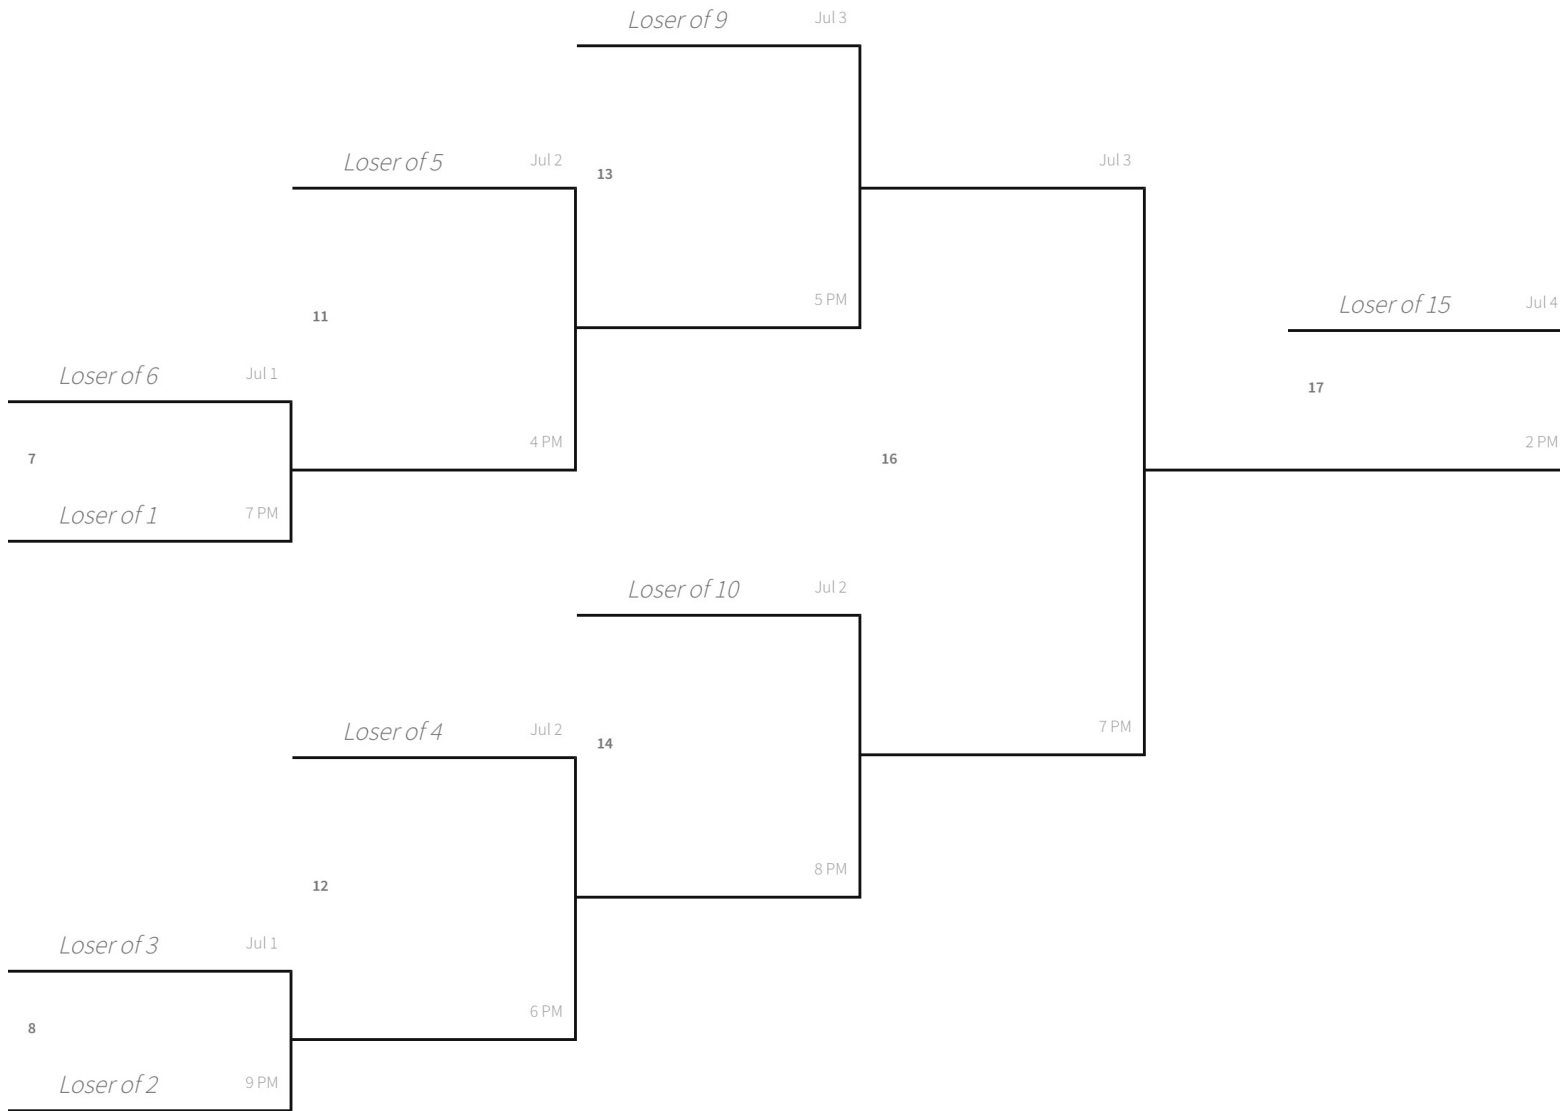 Loser of 9 Jul 3
Loser of 5 Jul 2
13
Jul 3
5 PM
Loser of 15 Jul 4
11
Loser of 6 Jul 1
17
4 PM
2 PM
7
16
Loser of 1 7 PM
Loser of 10 Jul 2
Loser of 4 Jul 2
14
7 PM
8 PM
12
Loser of 3 Jul 1
6 PM
8
Loser of 2 9 PM